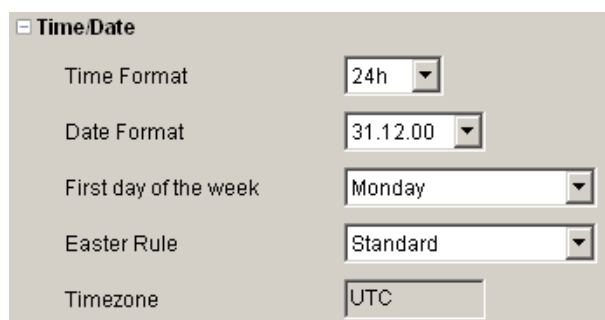 Time/Date
Time Format 24h
Date Format 31.12.00
First day of the week Monday
Easter Rule Standard
Timezone UTC